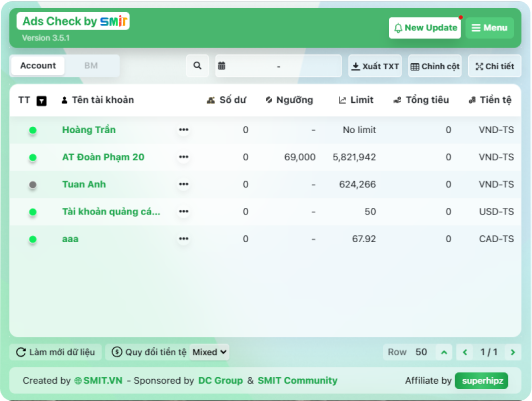 Ads Check by SMIT
Version 3.5.1
New Update
Menu
Account BM
-
Xuất TXT
Chỉnh cột
Chi tiết
TT Tên tài khoản Số dư Ngưỡng Limit Tổng tiêu Tiền tệ
Hoàng Trần ••• 0 - No limit 0 VND-TS
AT Đoàn Phạm 20 ••• 0 69,000 5,821,942 0 VND-TS
Tuan Anh ••• 0 - 624,266 0 VND-TS
Tài khoản quảng cá... ••• 0 - 50 0 USD-TS
aaa ••• 0 - 67.92 0 CAD-TS
Làm mới dữ liệu Quy đổi tiền tệ Mixed Row 50 1/1
Created by SMIT.VN - Sponsored by DC Group & SMIT Community Affiliate by superhipz